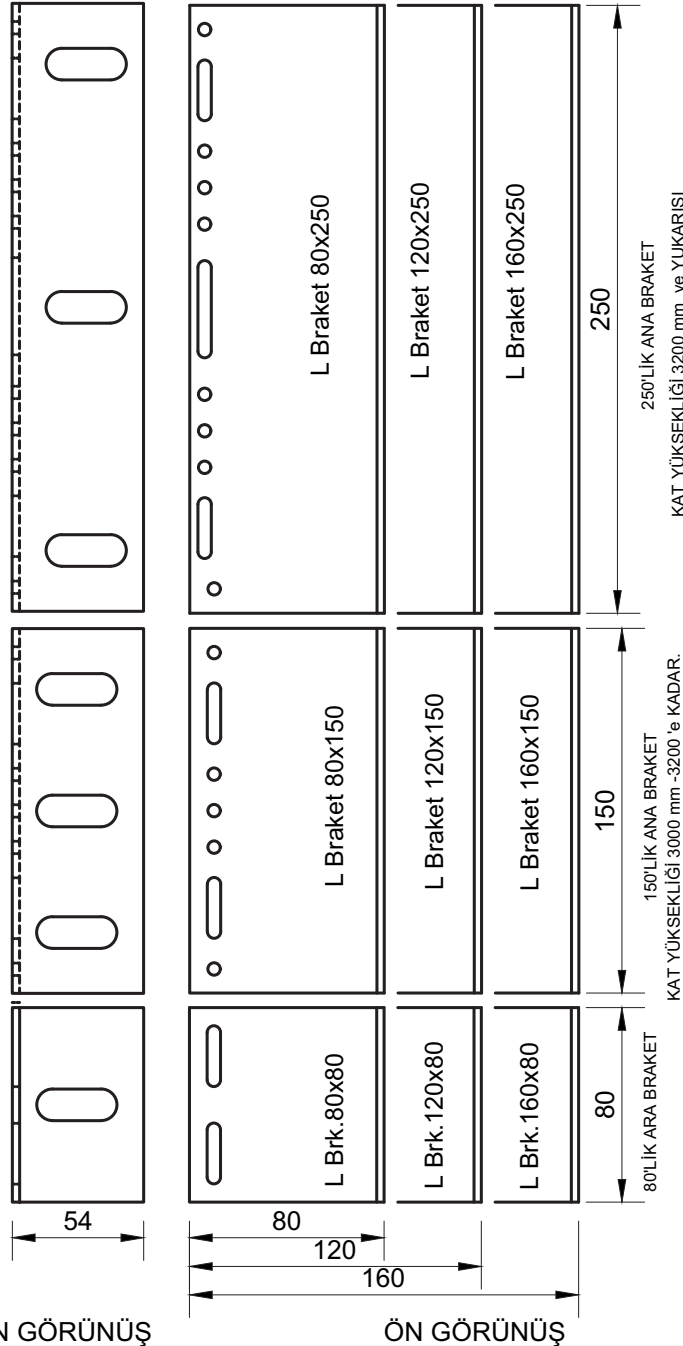 L Braket 80x250
L Braket 120x250
L Braket 160x250
250
250'LİK ANA BRAKET
KAT YÜKSEKLİĞİ 3200 mm ve YUKARISI
L Braket 80x150
L Braket 120x150
L Braket 160x150
150
150'LİK ANA BRAKET
KAT YÜKSEKLİĞİ 3000 mm -3200 'e KADAR.
L Brk.80x80
L Brk.120x80
L Brk.160x80
80
80'LİK ARA BRAKET
54
80
120
160
N GÖRÜNÜŞ
ÖN GÖRÜNÜŞ